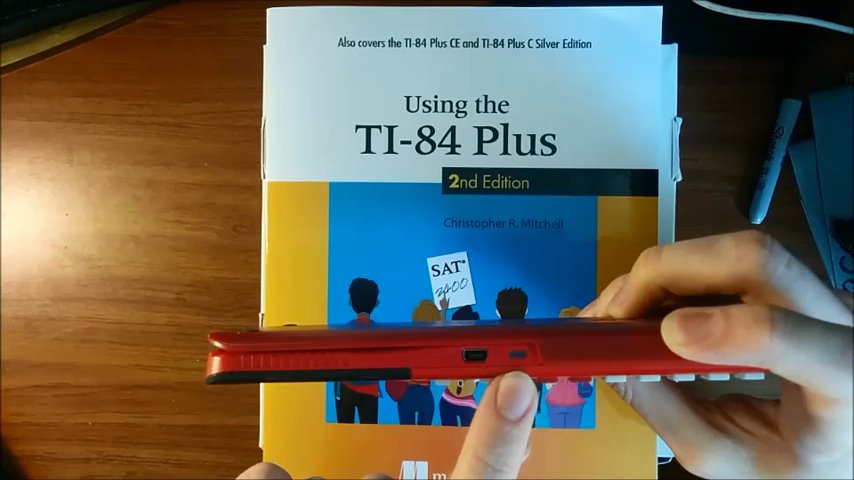 Also covers the TI-84 Plus CE and TI-84 Plus C Silver Edition
Using the
TI-84 Plus
2nd Edition
Christopher R. Mitchell
SAT*
2400
m